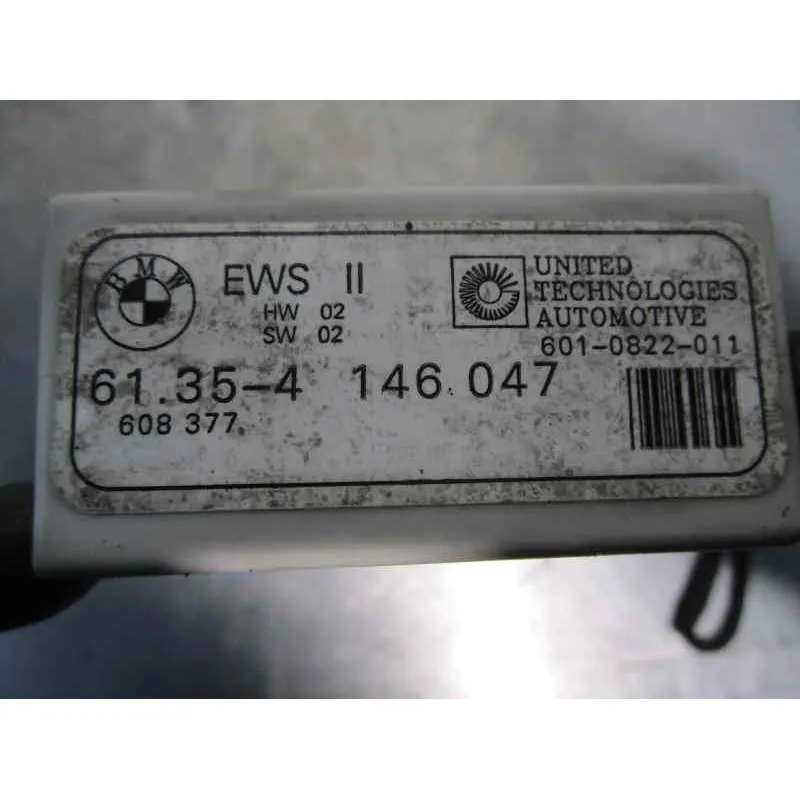 BMW
EWS II
HW 02
SW 02
UNITED
TECHNOLOGIES
AUTOMOTIVE
601-0822-011
61.35-4 146.047
608 377